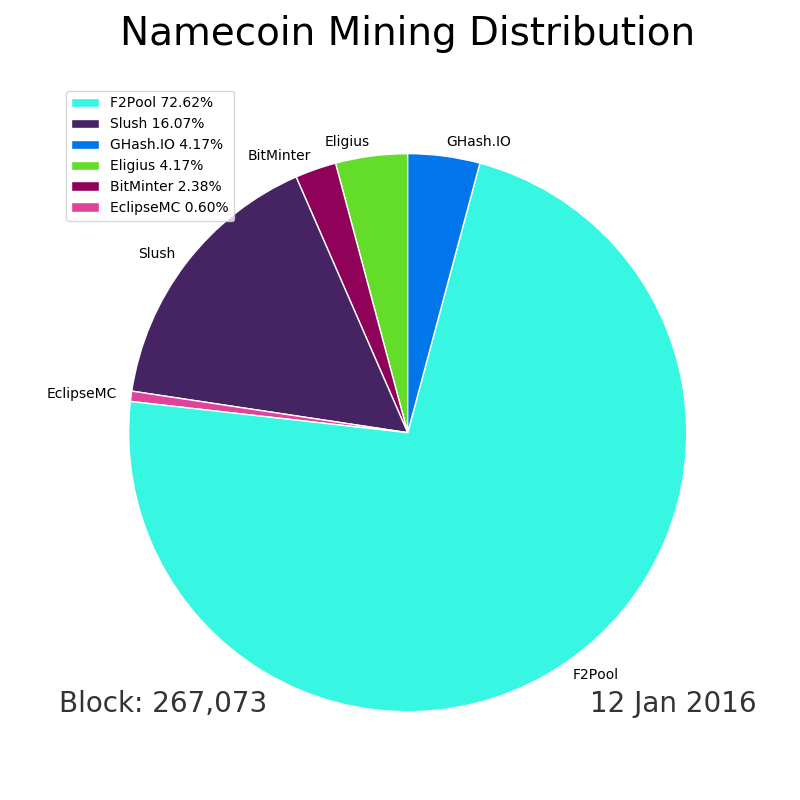 Namecoin Mining Distribution
F2Pool 72.62%
Slush 16.07%
GHash.IO 4.17%
Eligius 4.17%
BitMinter 2.38%
EclipseMC 0.60%
GHash.IO
Eligius
BitMinter
Slush
EclipseMC
F2Pool
Block: 267,073
12 Jan 2016